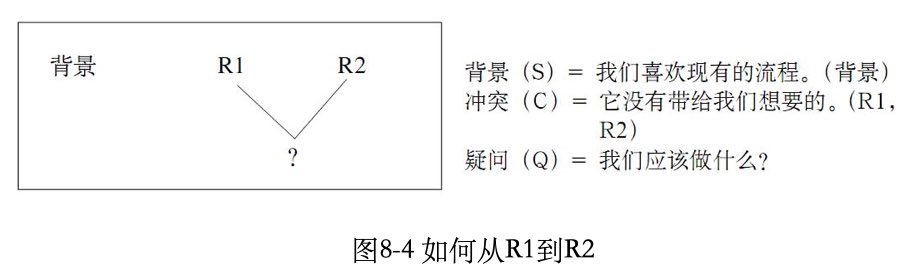 背景 R1 R2
?
背景（S）= 我们喜欢现有的流程。（背景）
冲突（C）= 它没有带给我们想要的。（R1，
R2）
疑问（Q）= 我们应该做什么？
图8-4 如何从R1到R2